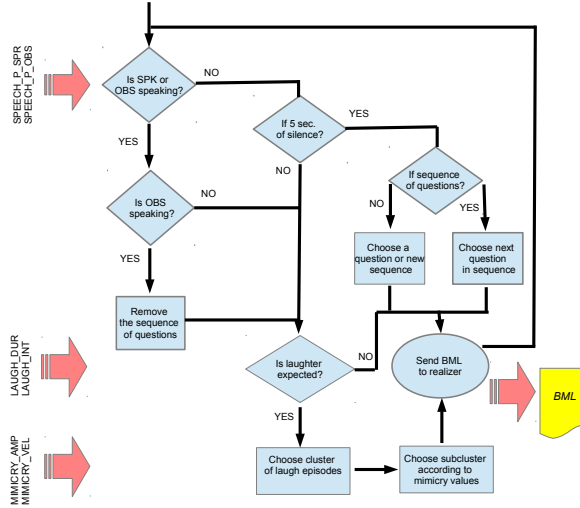 SPEECH_P_SPR
SPEECH_P_OBS
Is SPK or
OBS speaking?
NO
YES
If 5 sec.
of silence?
YES
NO
If sequence
of questions?
NO
YES
Is OBS
speaking?
NO
YES
Choose a
question or new
sequence
Choose next
question
in sequence
Remove
the sequence
of questions
LAUGH_DUR
LAUGH_INT
Is laughter
expected?
NO
YES
Send BML
to realizer
BML
MIMICRY_AMP
MIMICRY_VEL
Choose cluster
of laugh episodes
Choose subcluster
according to
mimicry values